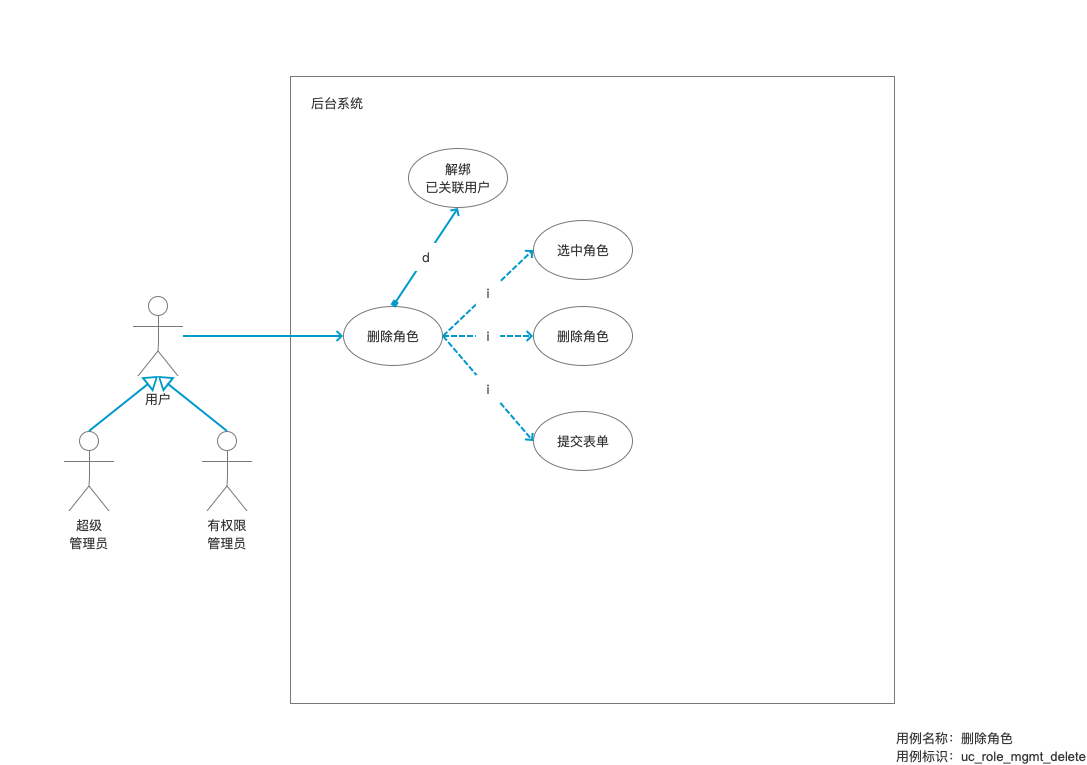 后台系统
解绑
已关联用户
选中角色
d
i
删除角色
i
删除角色
用户
i
提交表单
超级
管理员
有权限
管理员
用例名称：删除角色
用例标识：uc_role_mgmt_delete